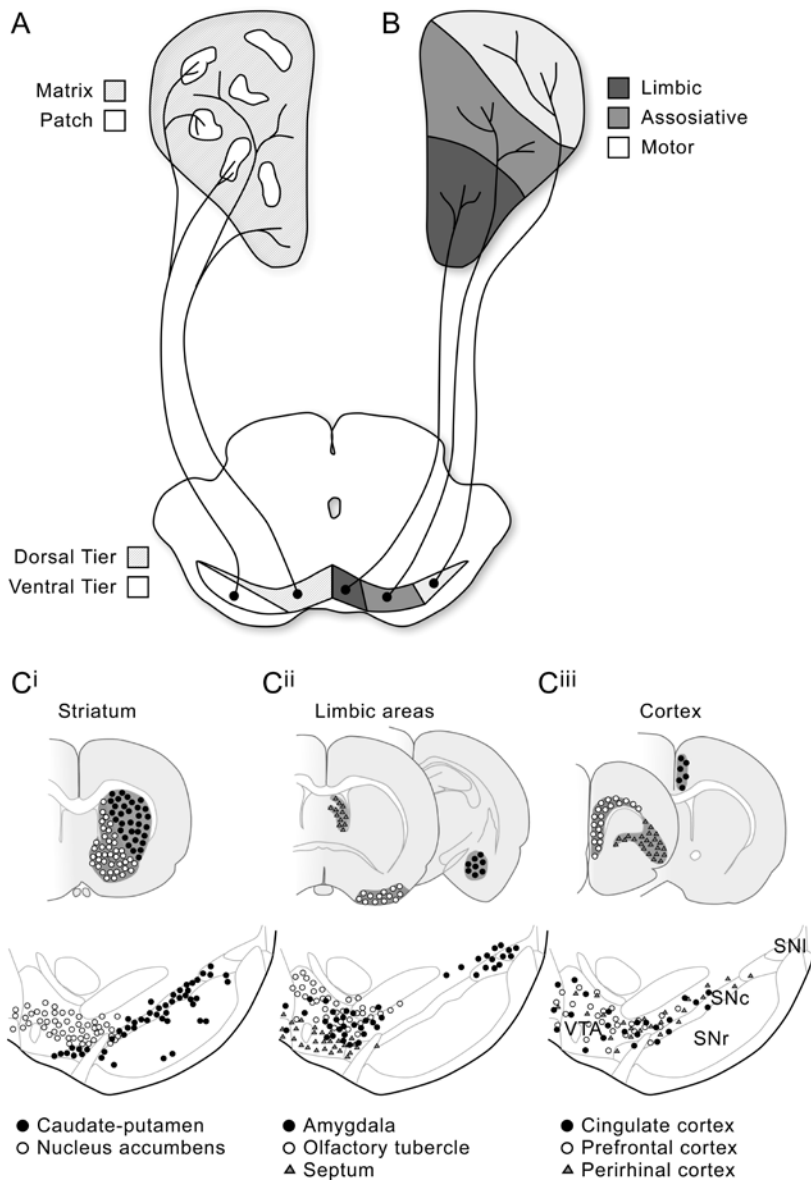 A
B
Matrix
Patch
Limbic
Assosiative
Motor
Dorsal Tier
Ventral Tier
Ci
Cii
Ciii
Striatum
Limbic areas
Cortex
SNl
SNc
VTA
SNr
Caudate-putamen
Nucleus accumbens
Amygdala
Olfactory tubercle
Septum
Cingulate cortex
Prefrontal cortex
Perirhinal cortex